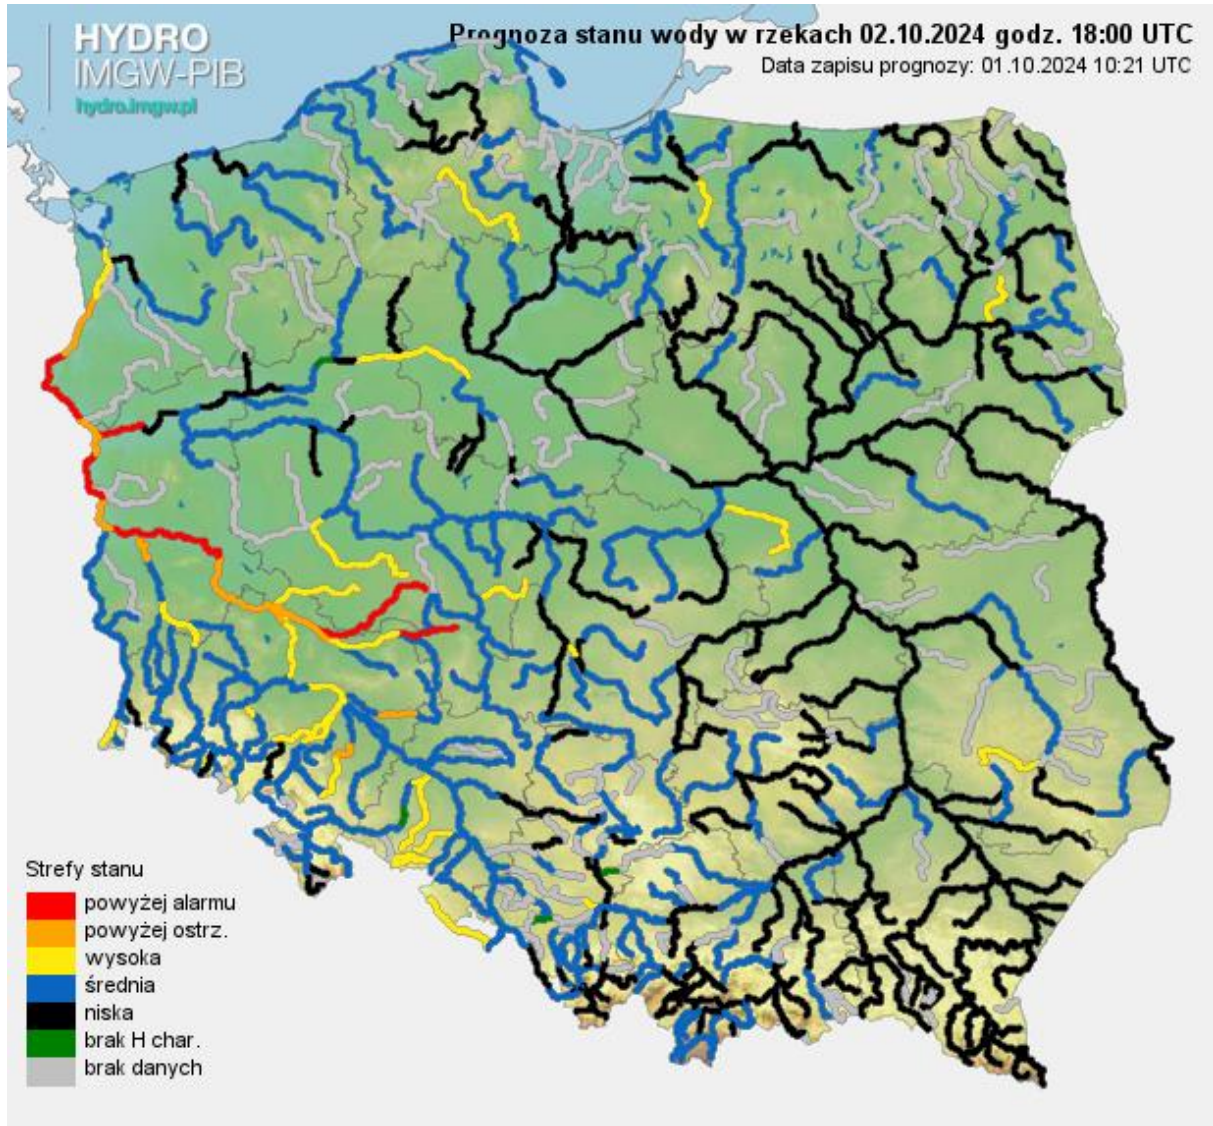 HYDRO
IMGW-PIB
hydro.imgw.pl
Prognoza stanu wody w rzekach 02.10.2024 godz. 18:00 UTC
Data zapisu prognozy: 01.10.2024 10:21 UTC
Strefy stanu
powyżej alarmu
powyżej ostrz.
wysoka
średnia
niska
brak H char.
brak danych